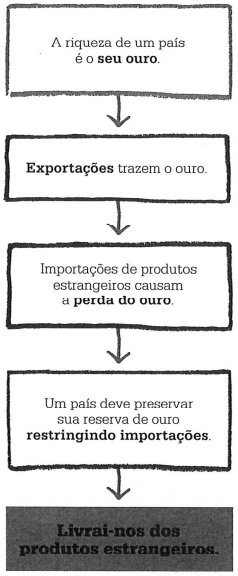 A riqueza de um país
é o seu ouro.
Exportações trazem o ouro.
Importações de produtos
estrangeiros causam
a perda do ouro.
Um país deve preservar
sua reserva de ouro
restringindo importações.
Livrai-nos dos
produtos estrangeiros.